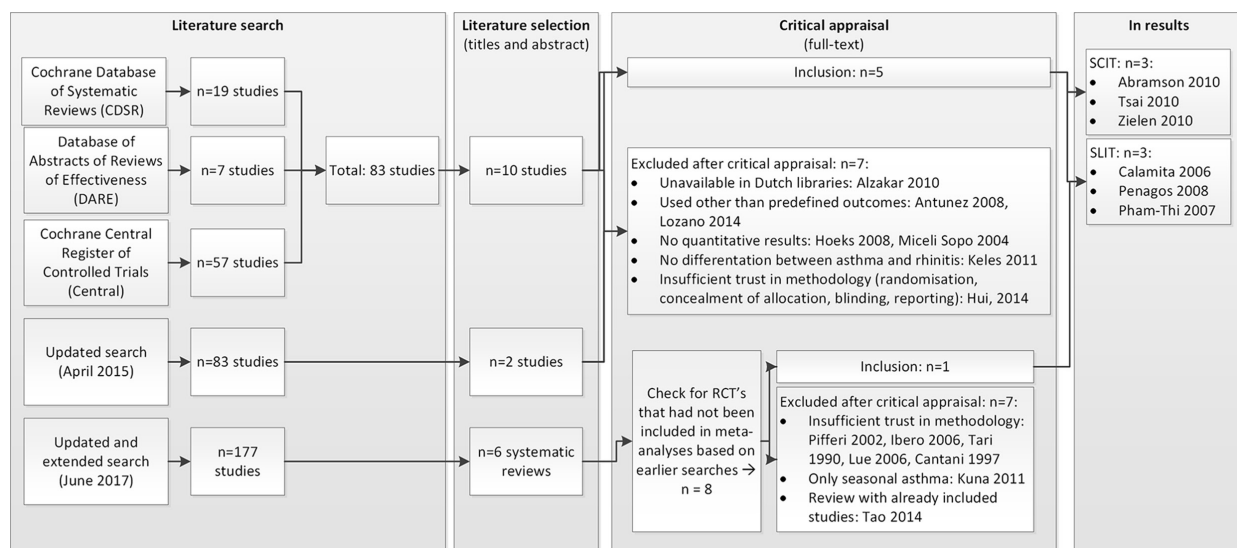 Literature search
Cochrane Database
of Systematic
Reviews (CDSR)
n=19 studies
Database of
Abstracts of Reviews
of Effectiveness
(DARE)
n=7 studies
Total: 83 studies
Cochrane Central
Register of
Controlled Trials
(Central)
n=57 studies
Updated search
(April 2015)
n=83 studies
Updated and
extended search
(June 2017)
n=177
studies
Literature selection
(titles and abstract)
n=10 studies
n=2 studies
n=6 systematic
reviews
Critical appraisal
(full-text)
Inclusion: n=5
Excluded after critical appraisal: n=7:
• Unavailable in Dutch libraries: Alzakar 2010
• Used other than predefined outcomes: Antunez 2008,
Lozano 2014
• No quantitative results: Hoeks 2008, Miceli Sopo 2004
• No differentation between asthma and rhinitis: Keles 2011
• Insufficient trust in methodology (randomisation,
concealment of allocation, blinding, reporting): Hui, 2014
Check for RCT's
that had not been
included in meta-
analyses based on
earlier searches →
n = 8
Inclusion: n=1
Excluded after critical appraisal: n=7:
• Insufficient trust in methodology:
Pifferi 2002, Ibero 2006, Tari
1990, Lue 2006, Cantani 1997
• Only seasonal asthma: Kuna 2011
• Review with already included
studies: Tao 2014
In results
SCIT: n=3:
• Abramson 2010
• Tsai 2010
• Zielen 2010
SLIT: n=3:
• Calamita 2006
• Penagos 2008
• Pham-Thi 2007